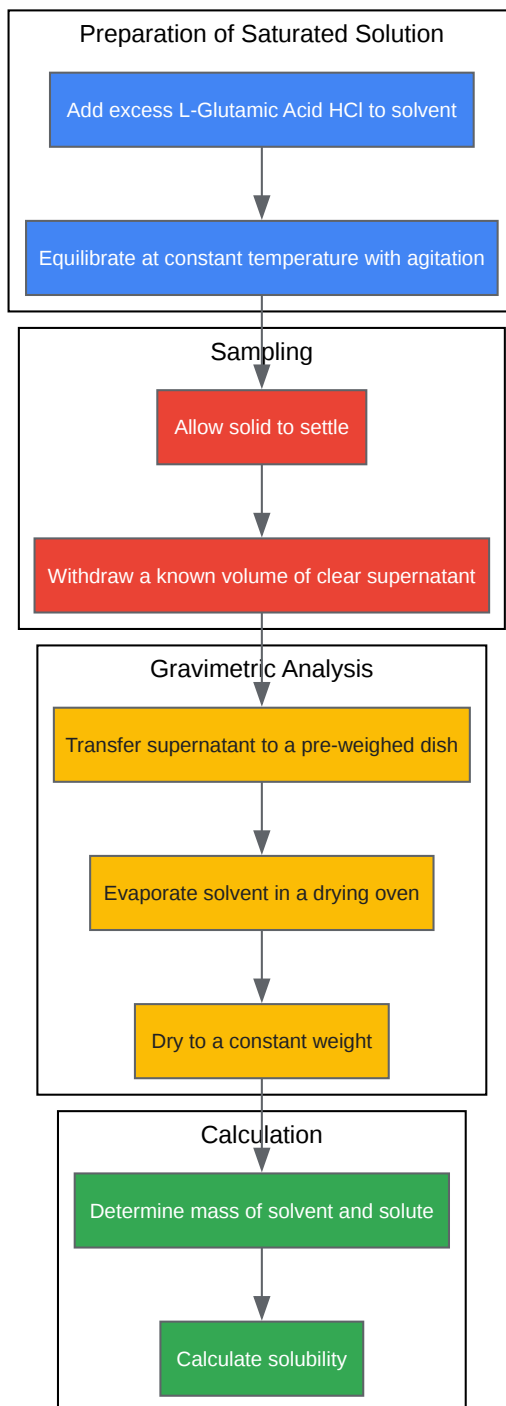 Preparation of Saturated Solution
Add excess L-Glutamic Acid HCl to solvent
Equilibrate at constant temperature with agitation
Sampling
Allow solid to settle
Withdraw a known volume of clear supernatant
Gravimetric Analysis
Transfer supernatant to a pre-weighed dish
Evaporate solvent in a drying oven
Dry to a constant weight
Calculation
Determine mass of solvent and solute
Calculate solubility